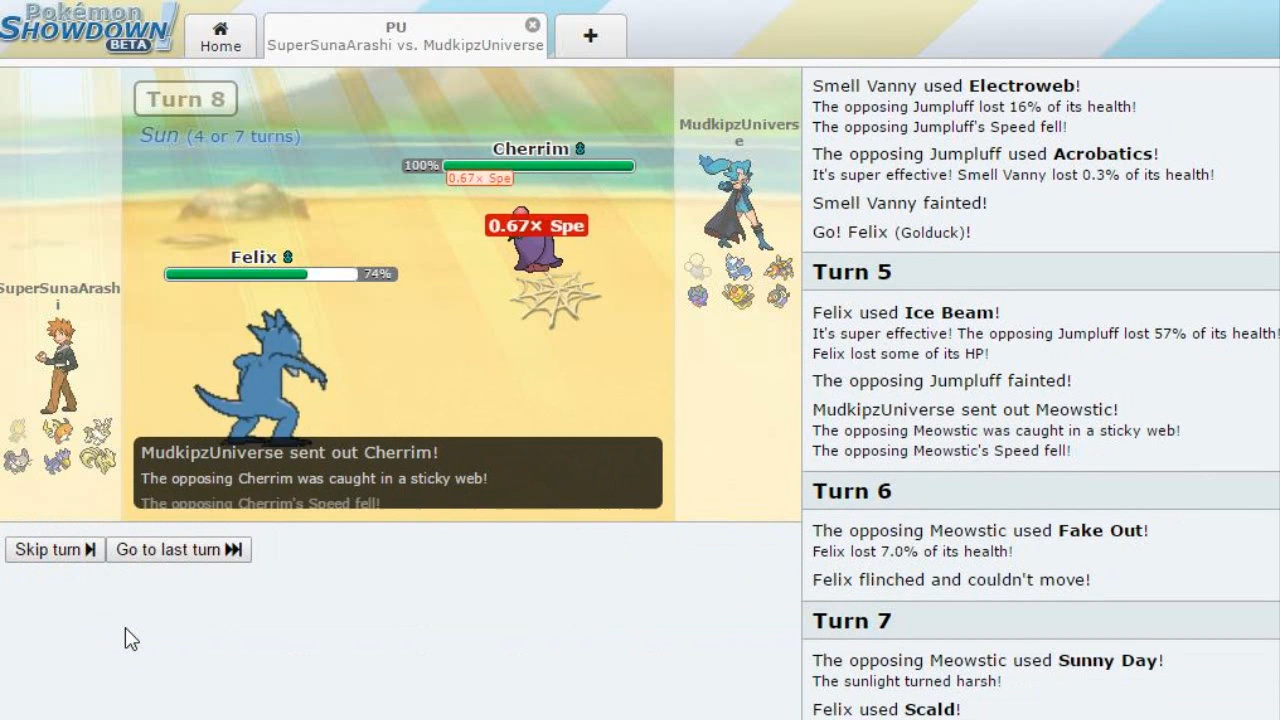 Pokémon
SHOWDOWN!
BETA
Home
PU
SuperSunaArashi vs. MudkipzUniverse
+
Turn 8
Sun (4 or 7 turns)
Cherrim
100%
0.67x Spe
0.67× Spe
Felix
74%
SuperSunaArash
i
MudkipzUnivers
e
MudkipzUniverse sent out Cherrim!
The opposing Cherrim was caught in a sticky web!
The opposing Cherrim's Speed fell!
Skip turn
Go to last turn
Smell Vanny used Electroweb!
The opposing Jumpluff lost 16% of its health!
The opposing Jumpluff's Speed fell!
The opposing Jumpluff used Acrobatics!
It's super effective! Smell Vanny lost 0.3% of its health!
Smell Vanny fainted!
Go! Felix (Golduck)!
Turn 5
Felix used Ice Beam!
It's super effective! The opposing Jumpluff lost 57% of its health!
Felix lost some of its HP!
The opposing Jumpluff fainted!
MudkipzUniverse sent out Meowstic!
The opposing Meowstic was caught in a sticky web!
The opposing Meowstic's Speed fell!
Turn 6
The opposing Meowstic used Fake Out!
Felix lost 7.0% of its health!
Felix flinched and couldn't move!
Turn 7
The opposing Meowstic used Sunny Day!
The sunlight turned harsh!
Felix used Scald!